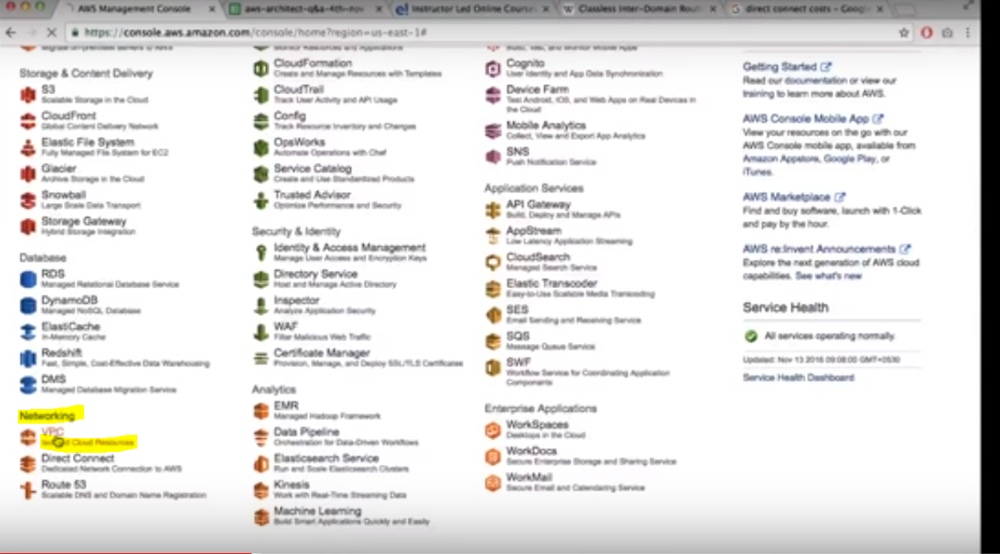 AWS Management Console
aws-architect-q&a-4th-nov
Instructor Led Online Course
Classless Inter-Domain Rout
direct connect costs - Goog
https://console.aws.amazon.com/console/home?region=us-east-1#
Storage & Content Delivery
S3
Scalable Storage in the Cloud
CloudFront
Global Content Delivery Network
Elastic File System
Fully Managed File System for EC2
Glacier
Archive Storage in the Cloud
Snowball
Large Scale Data Transport
Storage Gateway
Hybrid Storage Integration
Database
RDS
Managed Relational Database Service
DynamoDB
Managed NoSQL Database
ElastiCache
In-Memory Cache
Redshift
Fast, Simple, Cost-Effective Data Warehousing
DMS
Managed Database Migration Service
Networking
VPC
Cloud Resources
Direct Connect
Dedicated Network Connection to AWS
Route 53
Scalable DNS and Domain Name Registration
Monitor Resources and Applications
CloudFormation
Create and Manage Resources with Templates
CloudTrail
Track User Activity and API Usage
Config
Track Resource Inventory and Changes
OpsWorks
Automate Operations with Chef
Service Catalog
Create and Use Standardized Products
Trusted Advisor
Optimize Performance and Security
Security & Identity
Identity & Access Management
Manage User Access and Encryption Keys
Directory Service
Host and Manage Active Directory
Inspector
Analyze Application Security
WAF
Filter Malicious Web Traffic
Certificate Manager
Provision, Manage, and Deploy SSL/TLS Certificates
Analytics
EMR
Managed Hadoop Framework
Data Pipeline
Orchestration for Data-Driven Workflows
Elasticsearch Service
Run and Scale Elasticsearch Clusters
Kinesis
Work with Real-Time Streaming Data
Machine Learning
Build Smart Applications Quickly and Easily
Build, Test, and Monitor Mobile Apps
Cognito
User Identity and App Data Synchronization
Device Farm
Test Android, iOS, and Web Apps on Real Devices in
the Cloud
Mobile Analytics
Collect, View and Export App Analytics
SNS
Push Notification Service
Application Services
API Gateway
Build, Deploy and Manage APIs
AppStream
Low Latency Application Streaming
CloudSearch
Managed Search Service
Elastic Transcoder
Easy-to-Use Scalable Media Transcoding
SES
Email Sending and Receiving Service
SQS
Message Queue Service
SWF
Workflow Service for Coordinating Application
Components
Enterprise Applications
WorkSpaces
Desktops in the Cloud
WorkDocs
Secure Enterprise Storage and Sharing Service
WorkMail
Secure Email and Calendaring Service
Getting Started
Read our documentation or view our
training to learn more about AWS.
AWS Console Mobile App
View your resources on the go with our
AWS Console mobile app, available from
Amazon Appstore, Google Play, or
iTunes.
AWS Marketplace
Find and buy software, launch with 1-Click
and pay by the hour.
AWS re:Invent Announcements
Explore the next generation of AWS cloud
capabilities. See what's new
Service Health
All services operating normally.
Updated: Nov 13 2016 09:08:00 GMT+0530
Service Health Dashboard